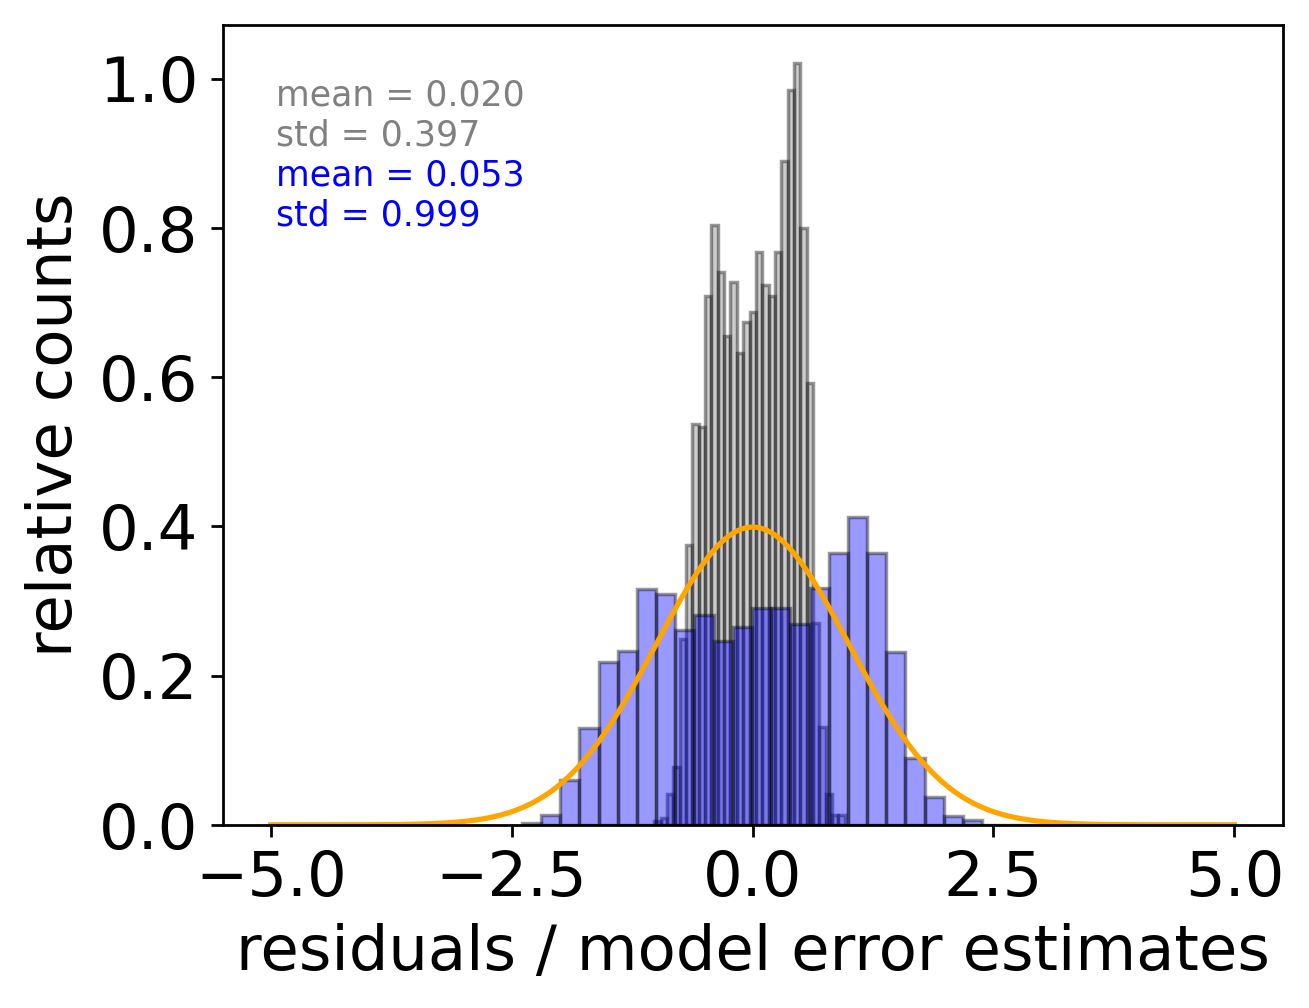 mean = 0.020
std = 0.397
mean = 0.053
std = 0.999
relative counts
1.0
0.8
0.6
0.4
0.2
0.0
−5.0 −2.5 0.0 2.5 5.0
residuals / model error estimates